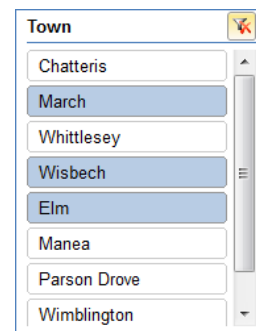 Town
Chatteris
March
Whittlesey
Wisbech
Elm
Manea
Parson Drove
Wimblington